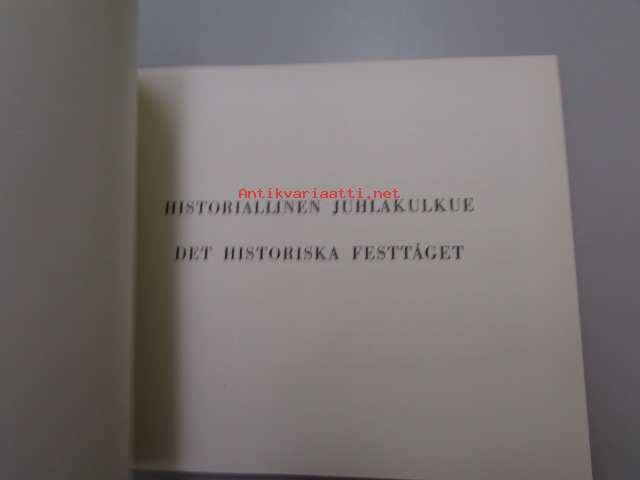 Antikvariaatti.net
HISTORIALLINEN JUHLAKULKUE
DET HISTORISKA FESTTÅGET